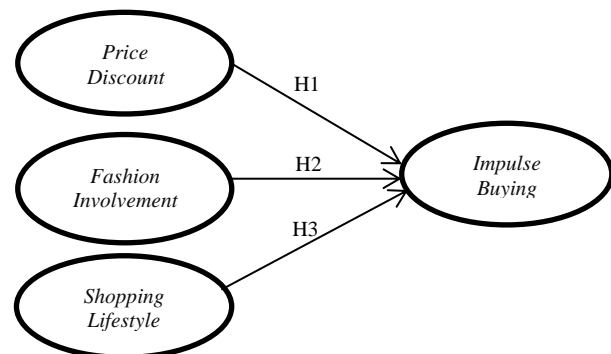 Price
Discount
H1
Fashion
Involvement
H2
Impulse
Buying
H3
Shopping
Lifestyle